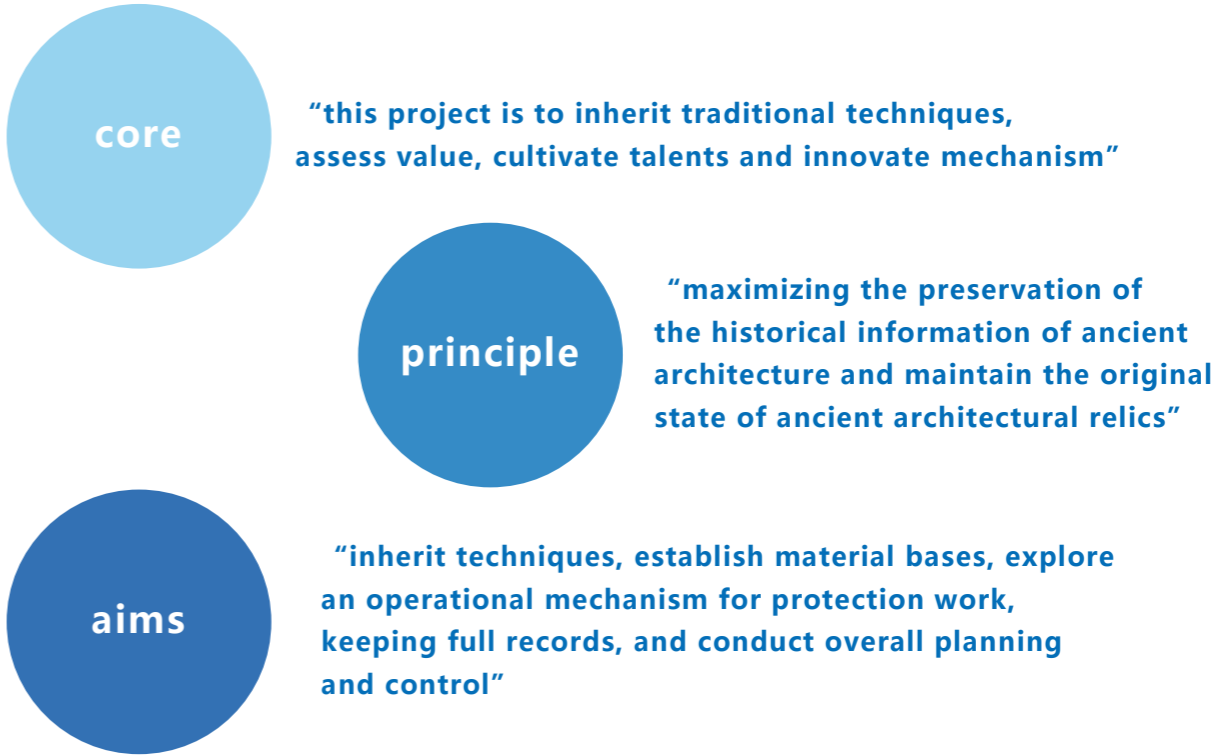 core
“this project is to inherit traditional techniques,
assess value, cultivate talents and innovate mechanism”
principle
“maximizing the preservation of
the historical information of ancient
architecture and maintain the original
state of ancient architectural relics”
aims
“inherit techniques, establish material bases, explore
an operational mechanism for protection work,
keeping full records, and conduct overall planning
and control”